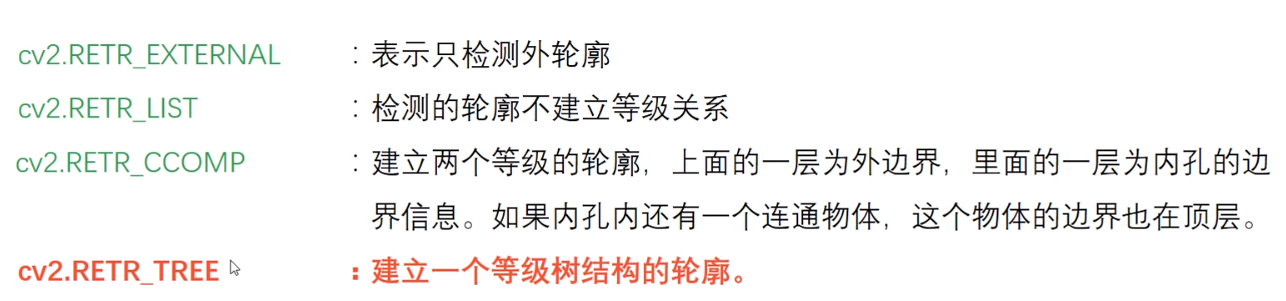 cv2.RETR_EXTERNAL : 表示只检测外轮廓
cv2.RETR_LIST : 检测的轮廓不建立等级关系
cv2.RETR_CCOMP : 建立两个等级的轮廓，上面的一层为外边界，里面的一层为内孔的边
界信息。如果内孔内还有一个连通物体，这个物体的边界也在顶层。
cv2.RETR_TREE : 建立一个等级树结构的轮廓。